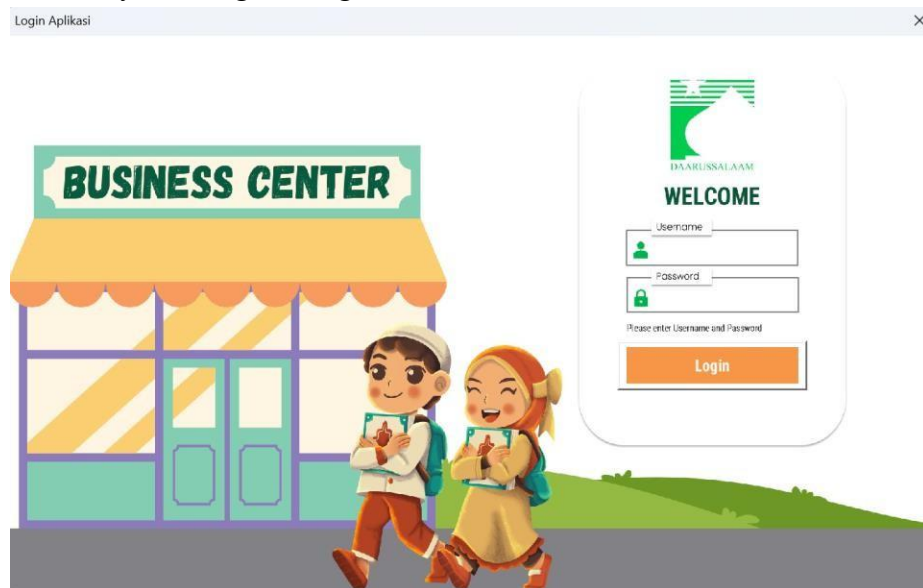 Login Aplikasi
BUSINESS CENTER
DAARUSSALAAM
WELCOME
Username
Password
Please enter Username and Password
Login